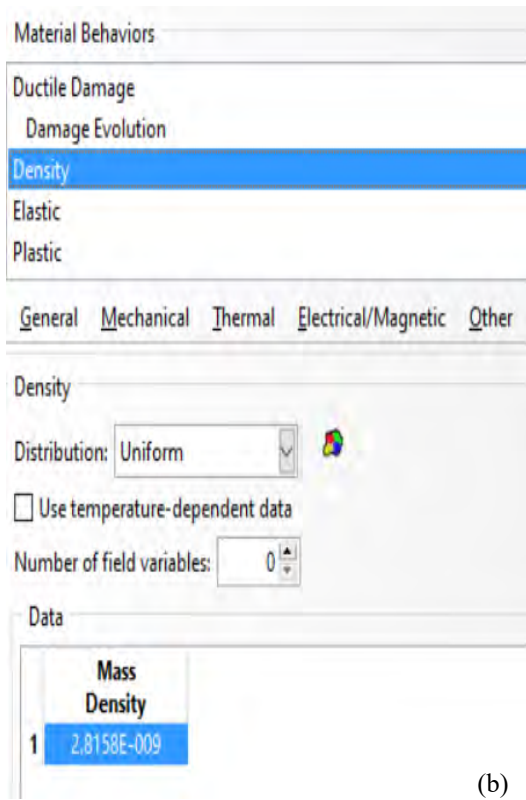 Material Behaviors
Ductile Damage
Damage Evolution
Density
Elastic
Plastic
General Mechanical Thermal Electrical/Magnetic Other
Density
Distribution: Uniform
Use temperature-dependent data
Number of field variables: 0
Data
Mass
Density
1 2.8158E-009
(b)